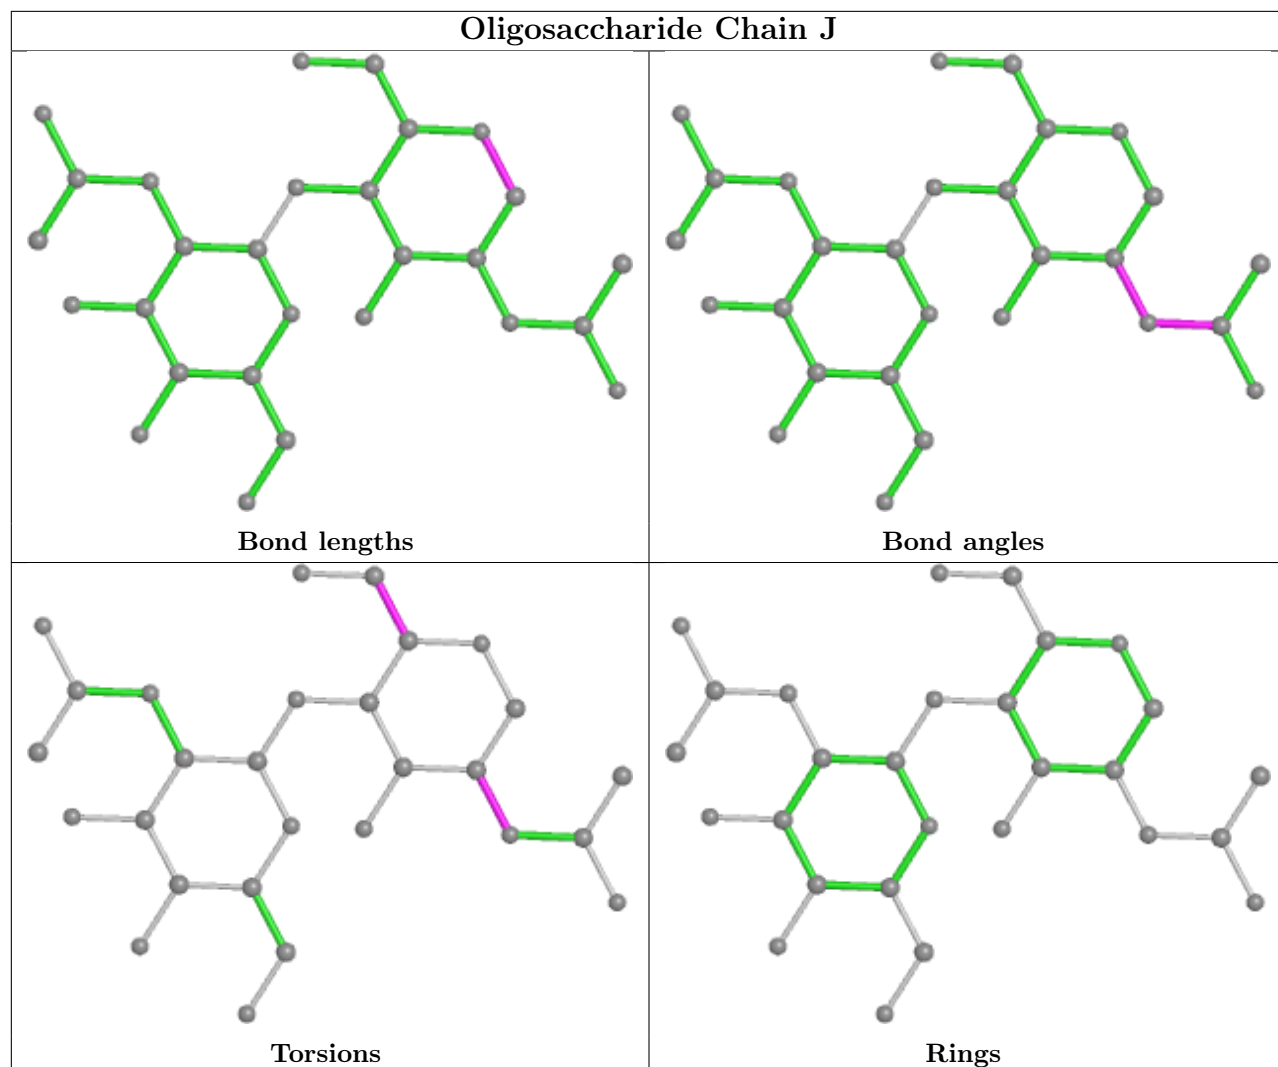 Oligosaccharide Chain J
Bond lengths
Bond angles
Torsions
Rings